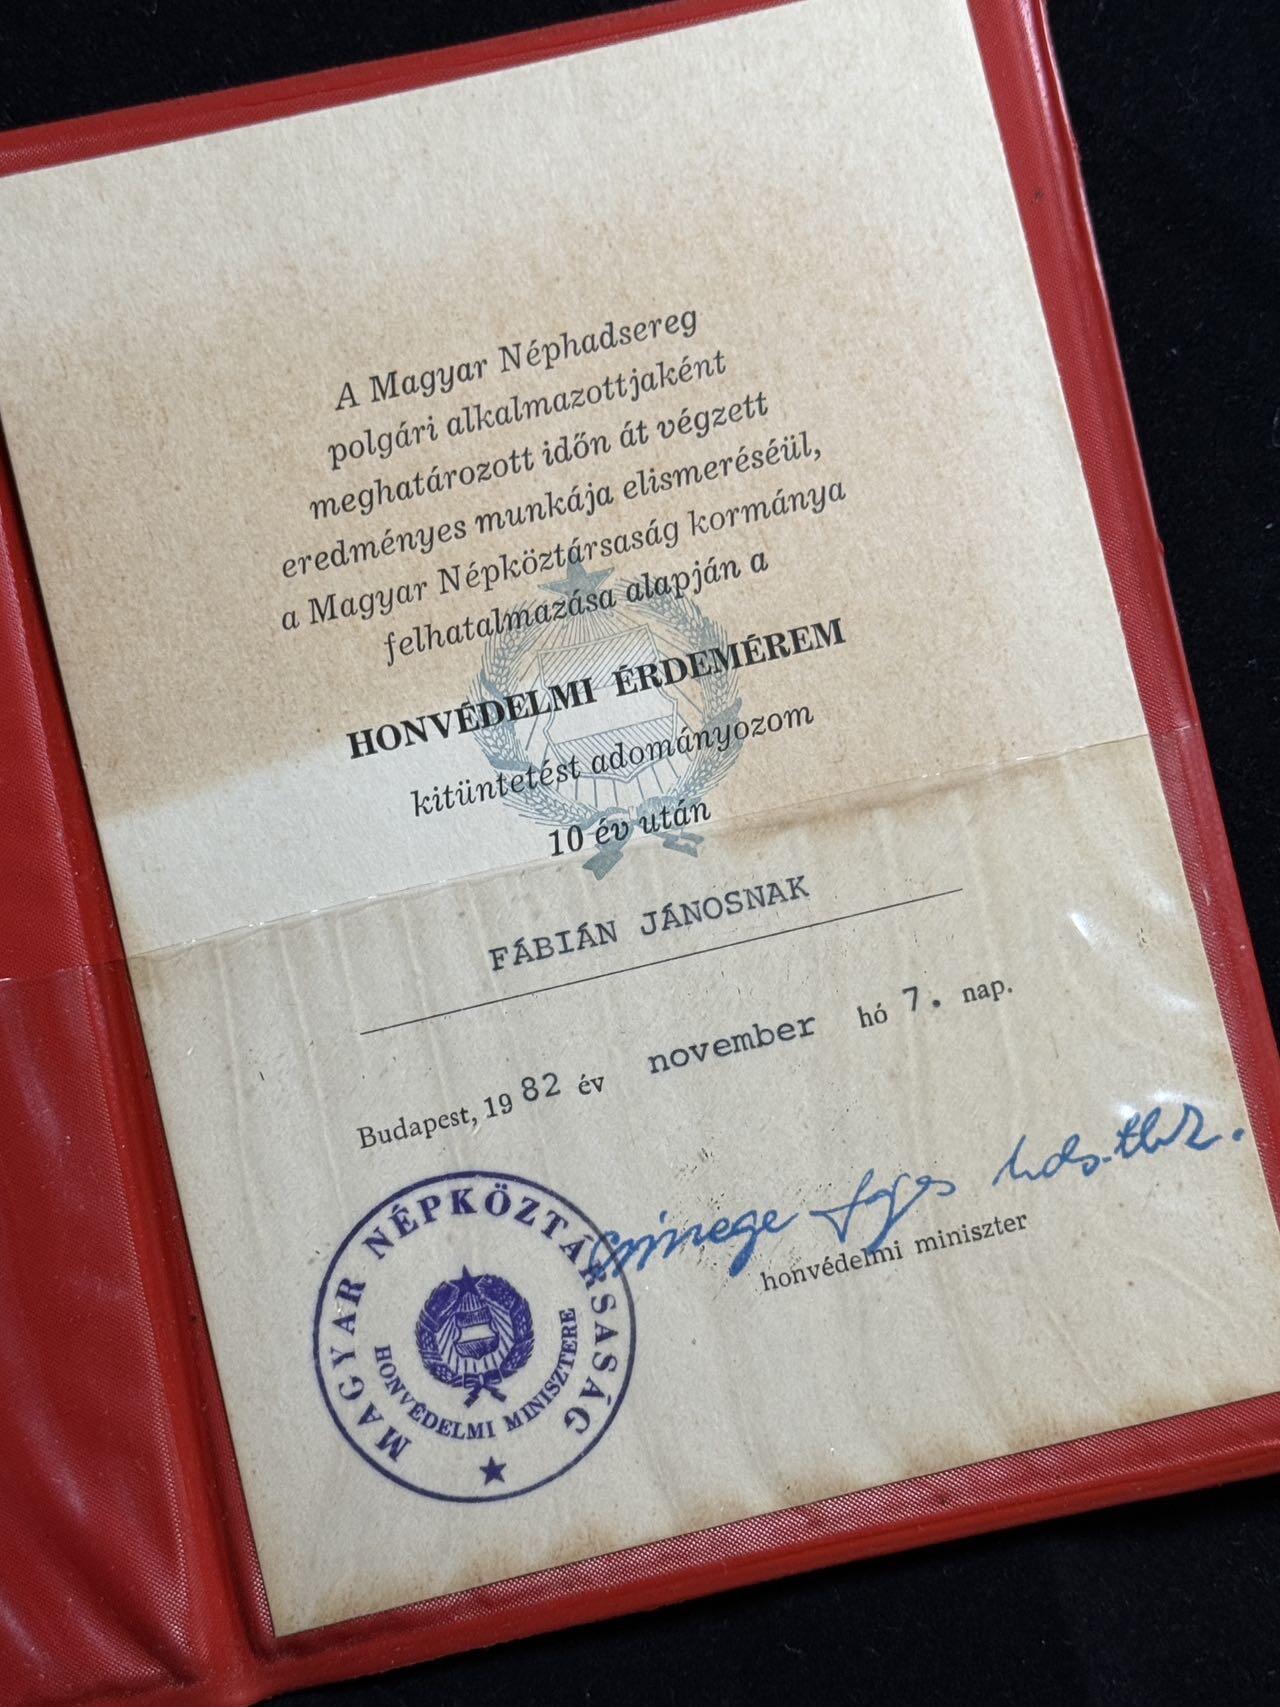 A Magyar Néphadsereg
polgári alkalmazottjaként
meghatározott időn át végzett
eredményes munkája elismeréséül,
a Magyar Népköztársaság kormánya
felhatalmazása alapján a
HONVÉDELMI ÉRDEMÉREM
kitüntetést adományozom
10 év után
FÁBIÁN JÁNOSNAK
Budapest, 1982 év november hó 7. nap.
honvédelmi miniszter
MAGYAR NÉPKÖZTÁRSASÁG
HONVÉDELMI MINISZTERE